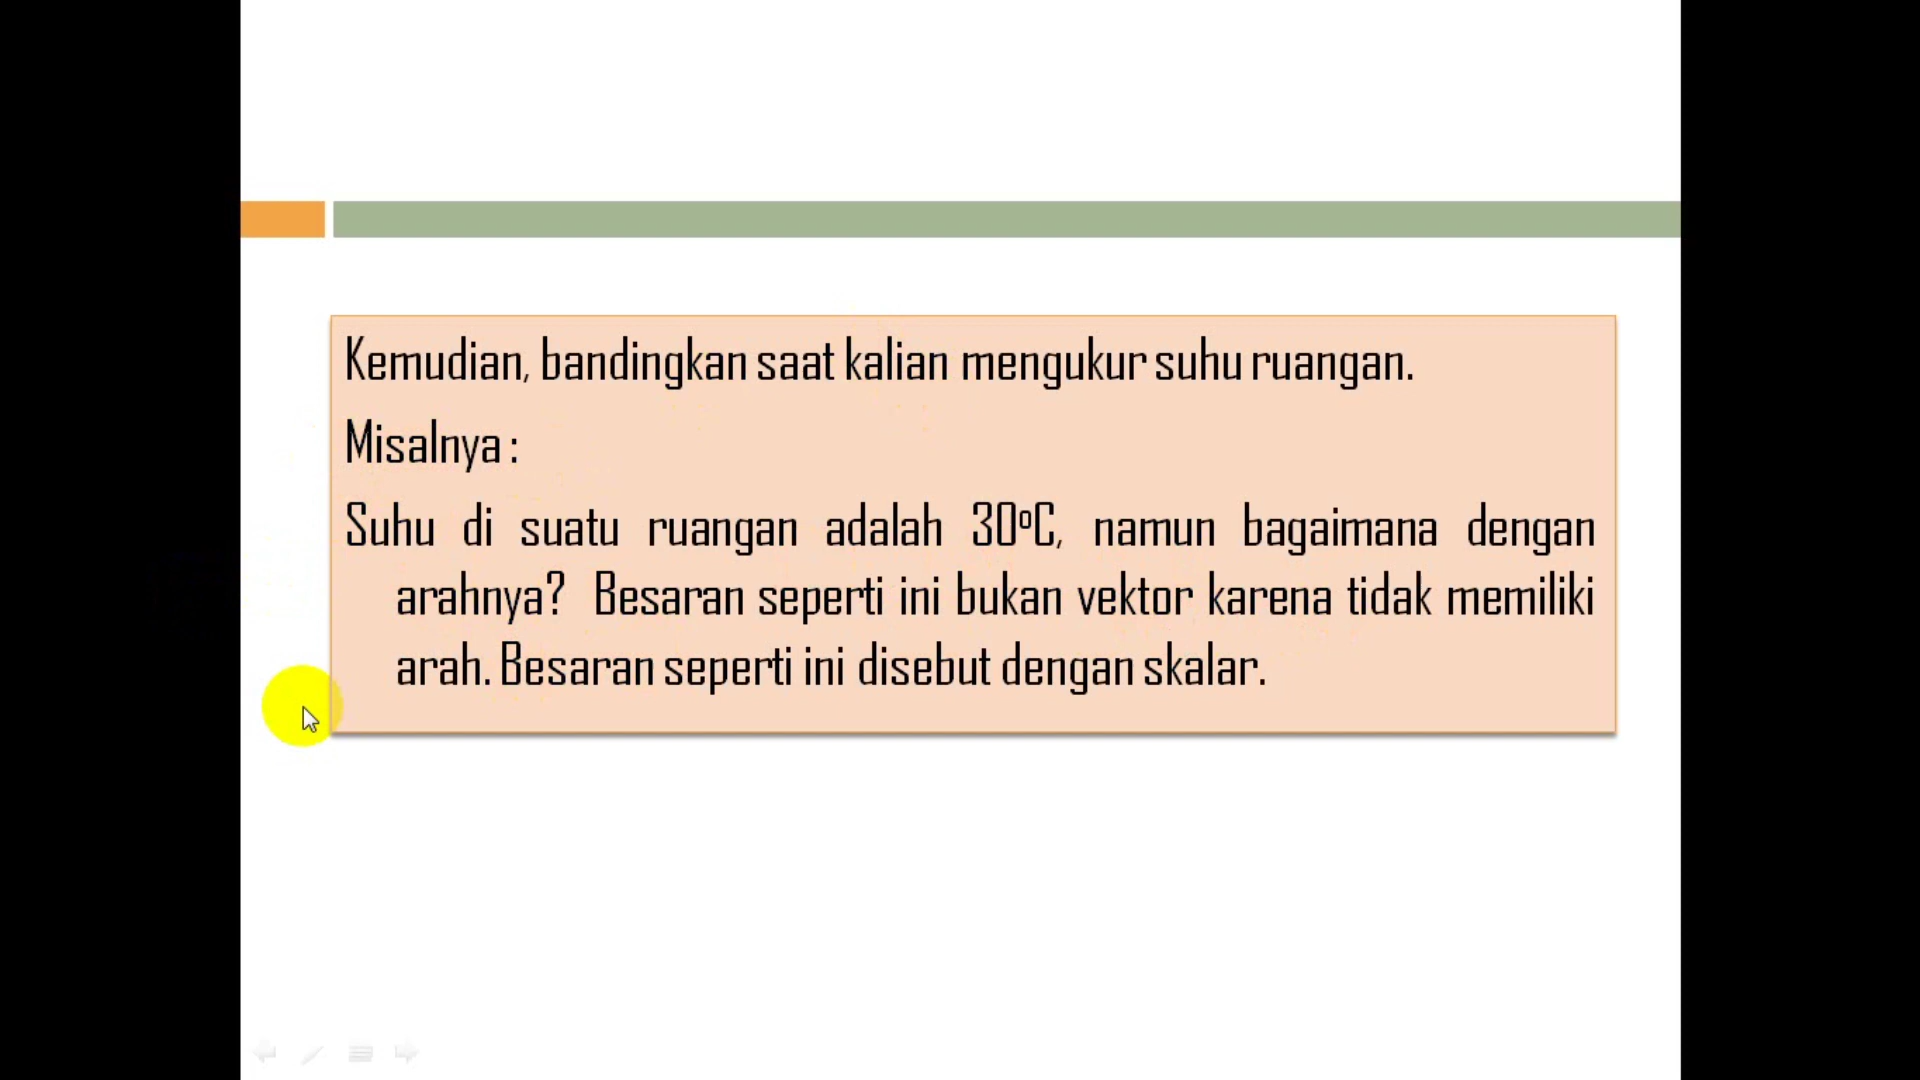 Kemudian, bandingkan saat kalian mengukur suhu ruangan.
Misalnya :
Suhu di suatu ruangan adalah 30ºC, namun bagaimana dengan
arahnya? Besaran seperti ini bukan vektor karena tidak memiliki
arah. Besaran seperti ini disebut dengan skalar.